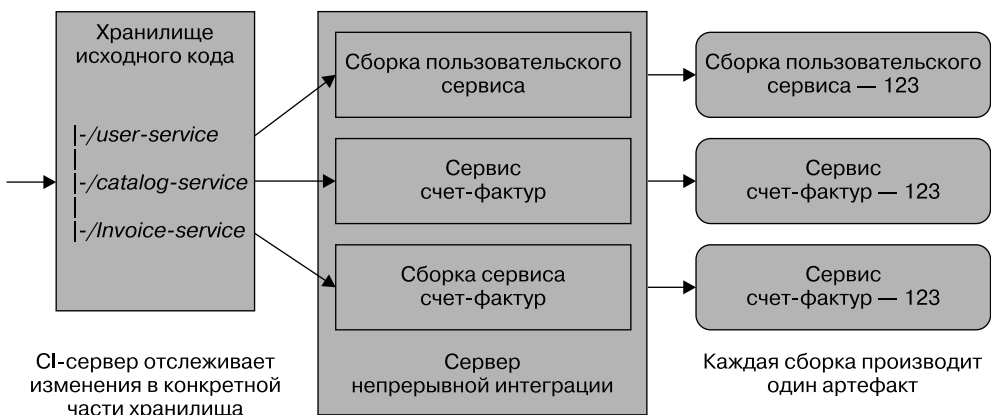 Хранилище
исходного кода
|-/user-service
|-/catalog-service
|-/Invoice-service
CI-сервер отслеживает
изменения в конкретной
части хранилища
Сборка пользовательского
сервиса
Сервис
счет-фактур
Сборка сервиса
счет-фактур
Сервер
непрерывной интеграции
Сборка пользовательского
сервиса — 123
Сервис
счет-фактур — 123
Сервис
счет-фактур — 123
Каждая сборка производит
один артефакт